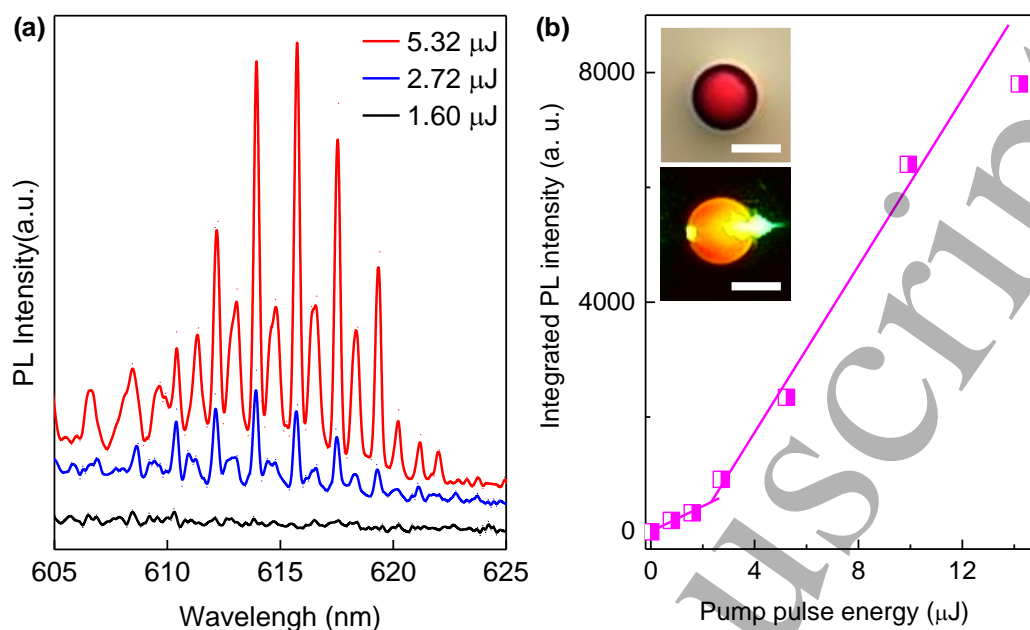 (a)
5.32 μJ
2.72 μJ
1.60 μJ
PL Intensity(a.u.)
605 610 615 620 625
Wavelengh (nm)
(b)
Integrated PL intensity (a. u.)
8000
4000
0
0 4 8 12
Pump pulse energy (μJ)
uscrip